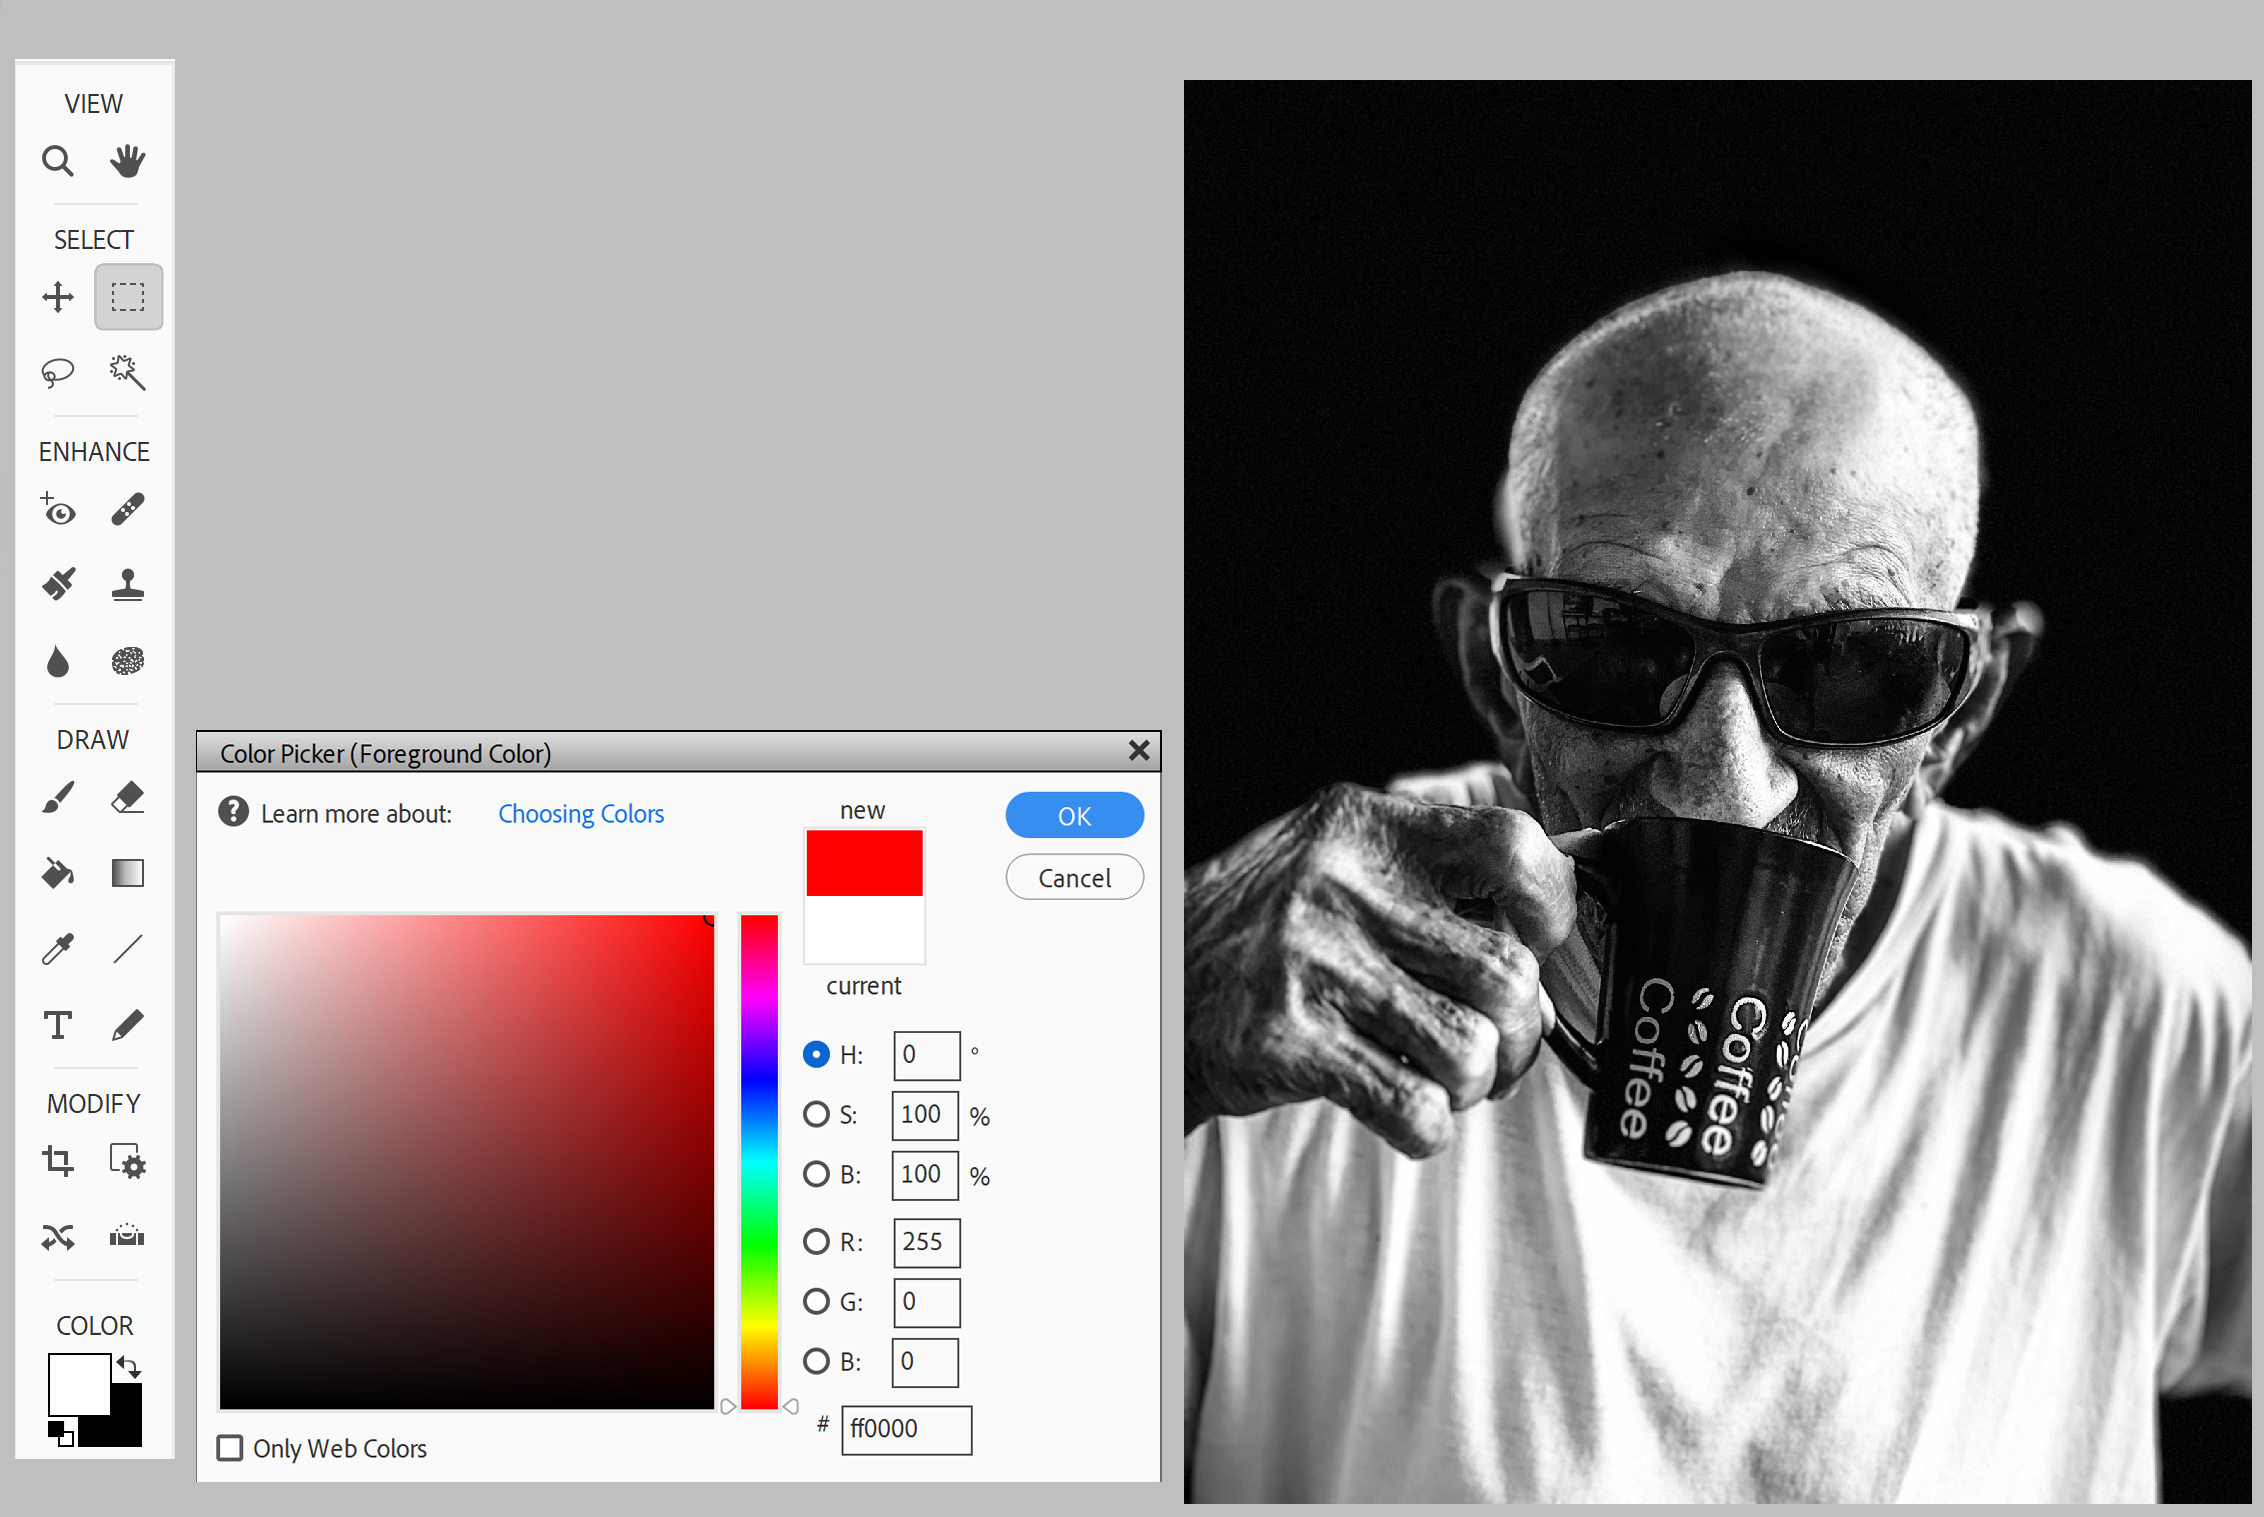 VIEW
SELECT
ENHANCE
DRAW
MODIFY
COLOR
Color Picker (Foreground Color)
Learn more about: Choosing Colors
new
OK
Cancel
current
H: 0 °
S: 100 %
B: 100 %
R: 255
G: 0
B: 0
# ff0000
Only Web Colors
Coffee
Coffee